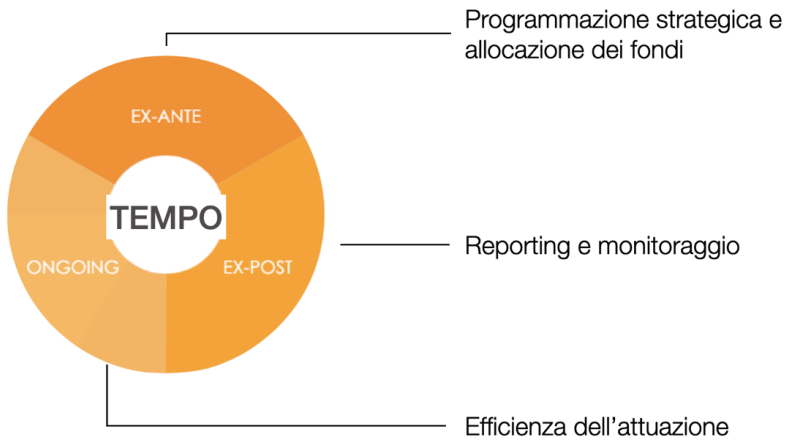 Programmazione strategica e
allocazione dei fondi
EX-ANTE
TEMPO
Reporting e monitoraggio
ONGOING
EX-POST
Efficienza dell'attuazione